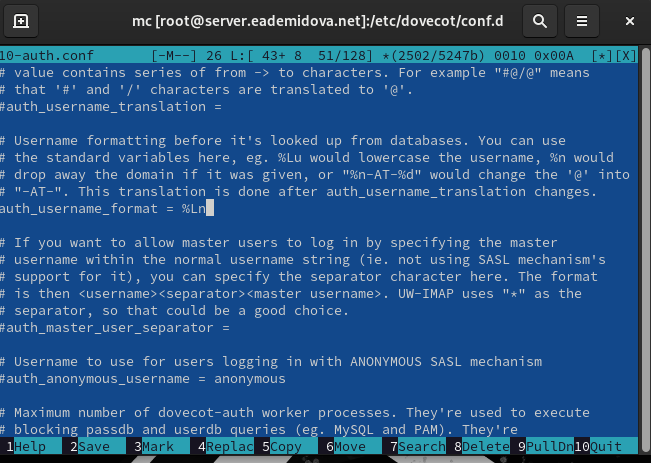 mc [root@server.eademidova.net]:/etc/dovecot/conf.d
10-auth.conf [-M--] 26 L:[ 43+ 8 51/128] *(2502/5247b) 0010 0x00A [*][X]
# value contains series of from -> to characters. For example "#@/@" means
# that '#' and '/' characters are translated to '@'.
#auth_username_translation =
# Username formatting before it's looked up from databases. You can use
# the standard variables here, eg. %Lu would lowercase the username, %n would
# drop away the domain if it was given, or "%n-AT-%d" would change the '@' into
# "-AT-". This translation is done after auth_username_translation changes.
auth_username_format = %Ln
# If you want to allow master users to log in by specifying the master
# username within the normal username string (ie. not using SASL mechanism's
# support for it), you can specify the separator character here. The format
# is then <username><separator><master username>. UW-IMAP uses "*" as the
# separator, so that could be a good choice.
#auth_master_user_separator =
# Username to use for users logging in with ANONYMOUS SASL mechanism
#auth_anonymous_username = anonymous
# Maximum number of dovecot-auth worker processes. They're used to execute
# blocking passdb and userdb queries (eg. MySQL and PAM). They're
1Help 2Save 3Mark 4Replac 5Copy 6Move 7Search 8Delete 9PullDn 10Quit